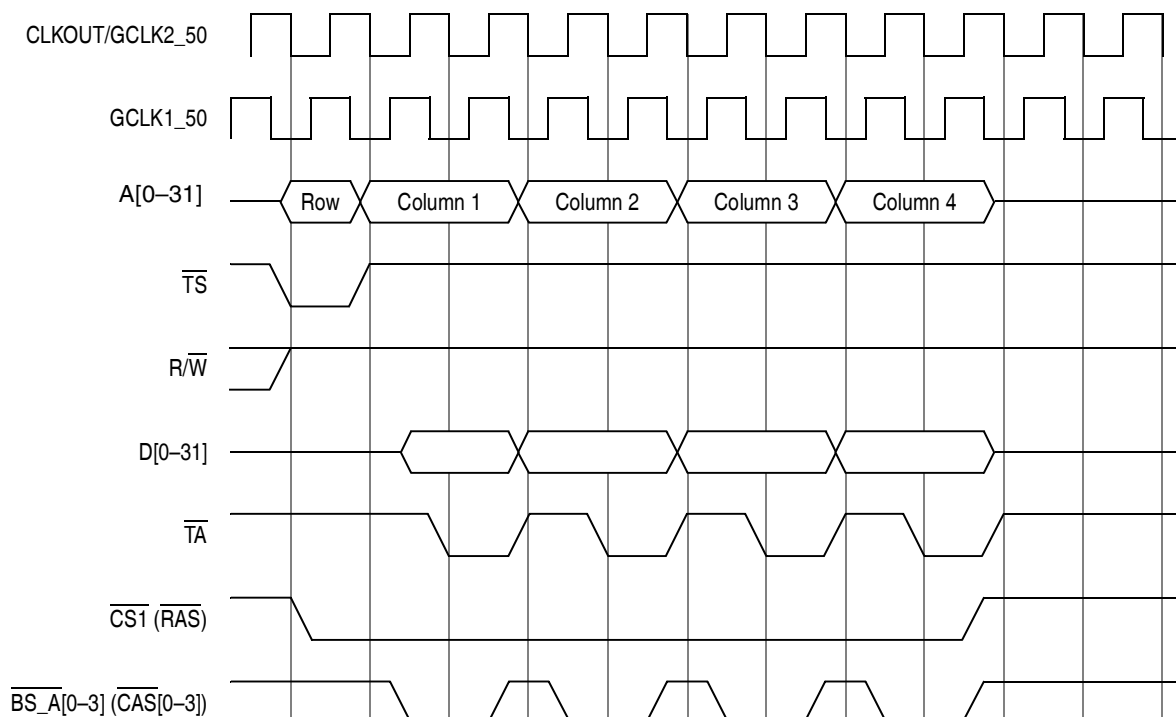 CLKOUT/GCLK2_50
GCLK1_50
A[0–31]
Row
Column 1
Column 2
Column 3
Column 4
TS
R/W
D[0–31]
TA
CS1 (RAS)
BS_A[0–3] (CAS[0–3])